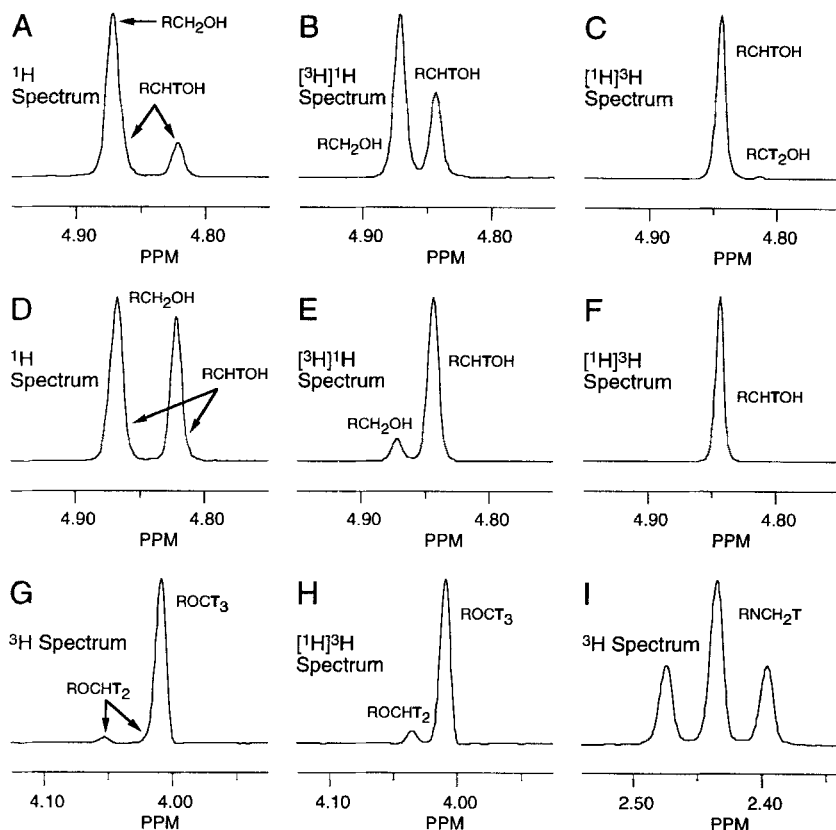 A
RCH₂OH
¹H
Spectrum
RCHTOH
4.90 4.80
PPM
B
[³H]¹H
Spectrum
RCHTOH
RCH₂OH
4.90 4.80
PPM
C
[¹H]³H
Spectrum
RCHTOH
RCT₂OH
4.90 4.80
PPM
D
RCH₂OH
¹H
Spectrum
RCHTOH
4.90 4.80
PPM
E
[³H]¹H
Spectrum
RCHTOH
RCH₂OH
4.90 4.80
PPM
F
[¹H]³H
Spectrum
RCHTOH
4.90 4.80
PPM
G
ROCT₃
³H Spectrum
ROCHT₂
4.10 4.00
PPM
H
ROCT₃
[¹H]³H
Spectrum
ROCHT₂
4.10 4.00
PPM
I
RNCH₂T
³H Spectrum
2.50 2.40
PPM